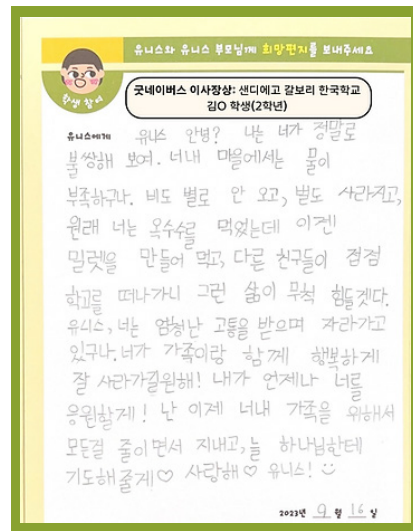 유니스와 유니스 부모님께 희망편지를 보내주세요
학생 참여
굿네이버스 이사장상: 샌디에고 갈보리 한국학교
김O 학생(2학년)
유니스에게 유니스 안녕? 나는 너가 정말로
불쌍해 보여. 너내 마을에서는 물이
부족하구나. 비도 별로 안 오고, 벌도 사라지고,
원래 너는 옥수수를 먹었는데 이젠
밀렛을 만들어 먹고, 다른 친구들이 점점
학교를 떠나가니 그런 삶이 무척 힘들겟다.
유니스, 너는 엄청난 고통을 받으며 자라가고
있구나. 너가 가족이랑 함께 행복하게
잘 사라가길원해! 내가 언제나 너를
응원할게! 난 이제 너내 가족을 위해서
모든걸 줄이면서 지내고, 늘 하나님한테
기도해줄게♡ 사랑해♡ 유니스!
2023년 9월 16일